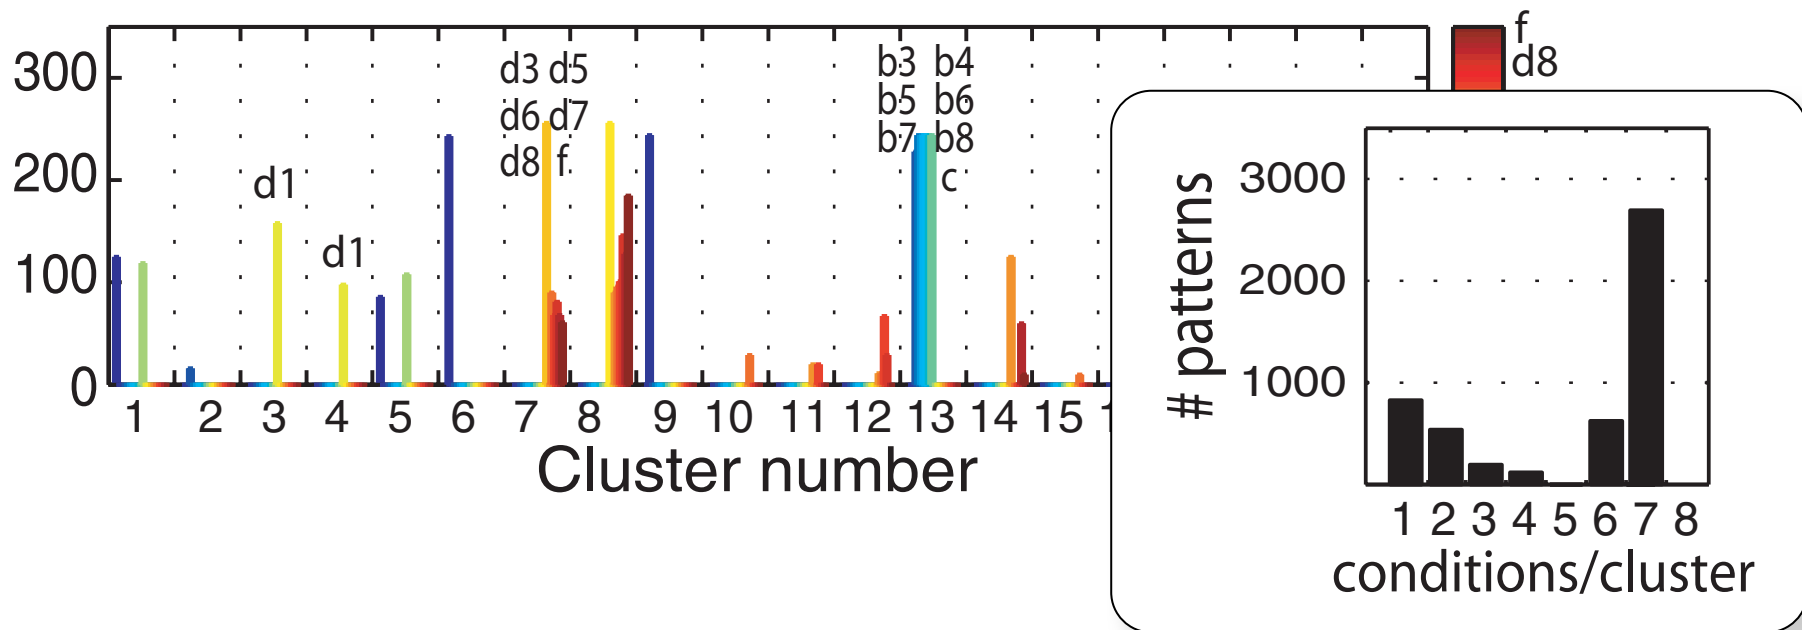 300
200
100
0
d1
d1
d3 d5
d6 d7
d8 f
b3 b4
b5 b6
b7 b8
c
1 2 3 4 5 6 7 8 9 10 11 12 13 14 15
Cluster number
f
d8
# patterns
3000
2000
1000
1 2 3 4 5 6 7 8
conditions/cluster